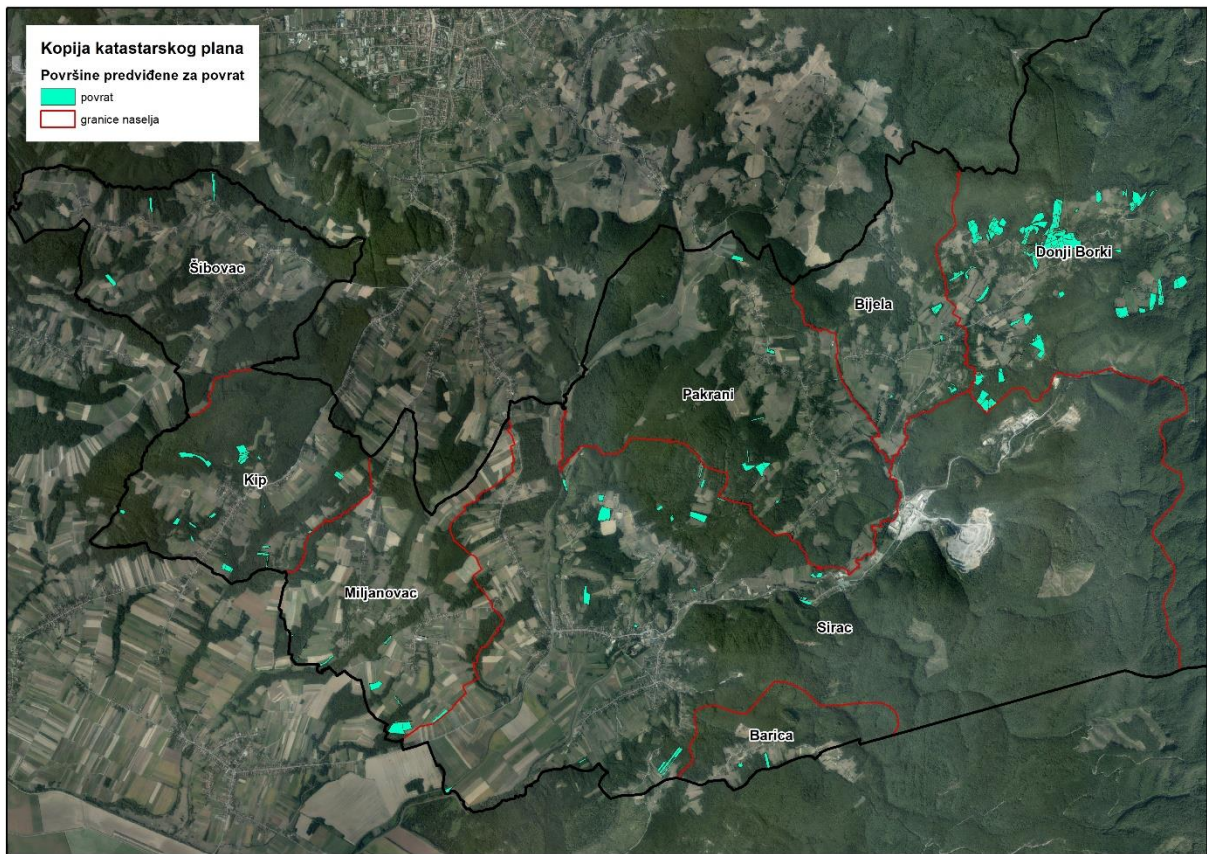 Kopija katastarskog plana
Površine predviđene za povrat
povrat
granice naselja
Šibovac
Donji Borki
Bijela
Pakrani
Kip
Miljanovac
Sirac
Barica